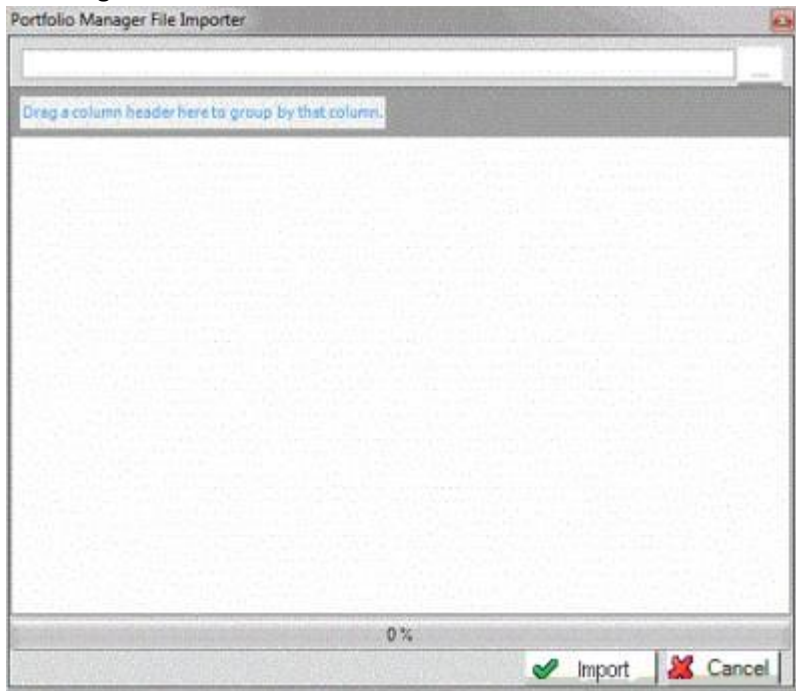 Portfolio Manager File Importer
...
Drag a column header here to group by that column.
0 %
Import
Cancel